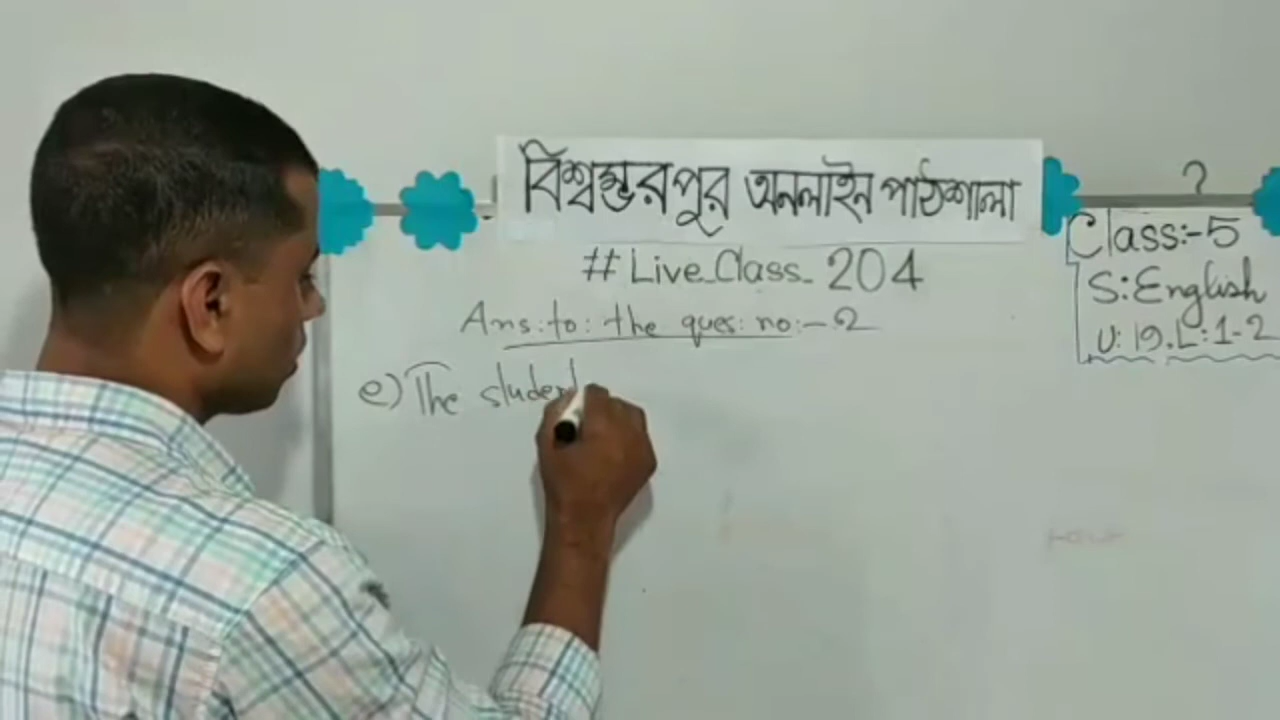 বিশ্বম্ভরপুর অনলাইন পাঠশালা
#Live_Class_204
Ans: to: the ques: no:-2
e) The student
?
Class:-5
S:English
U:19.L:1-2